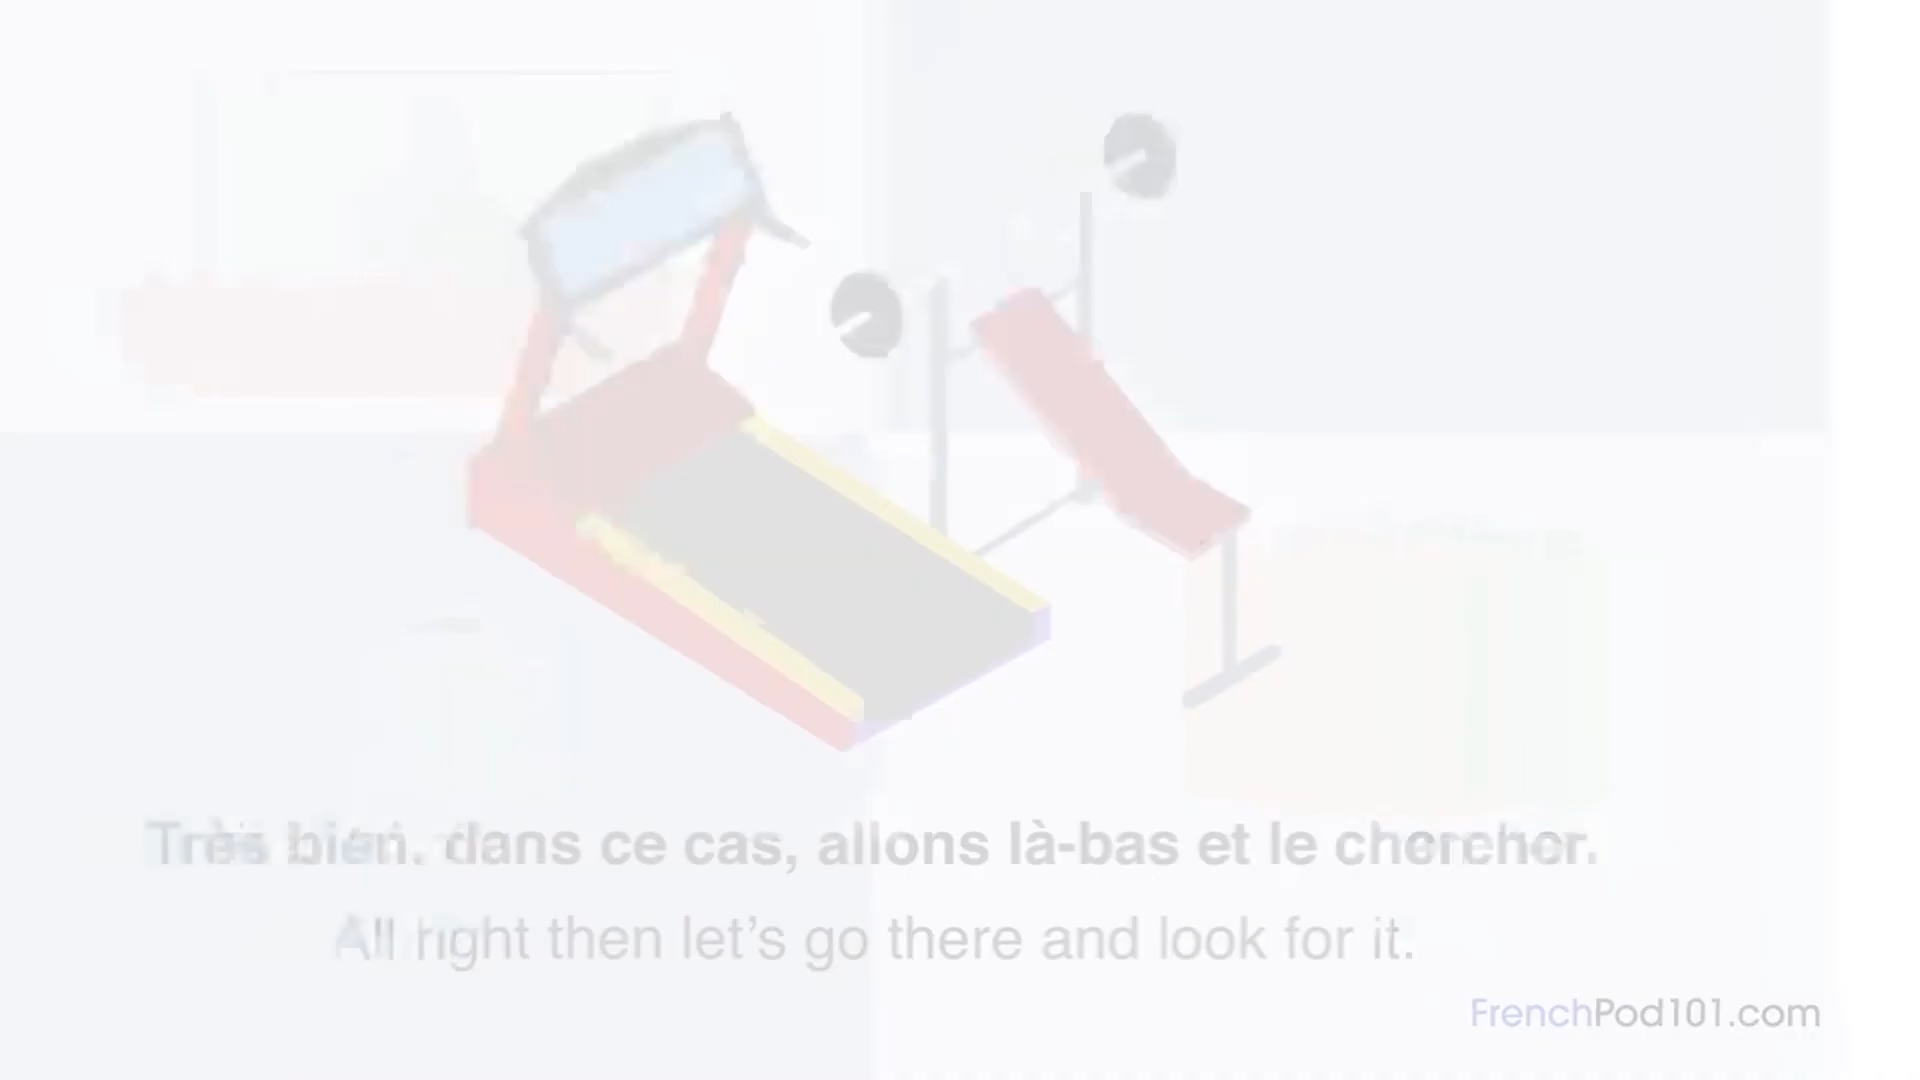 Très bien. dans ce cas, allons là-bas et le chercher.
All right then let's go there and look for it.
FrenchPod101.com